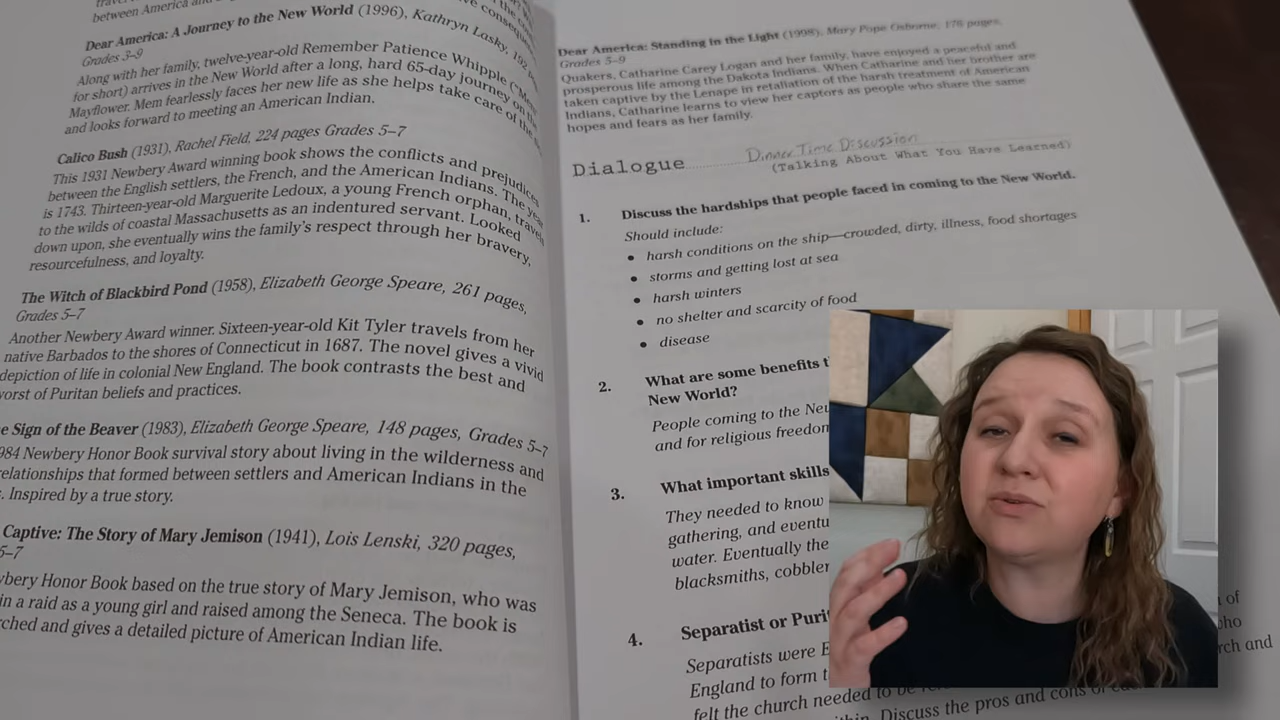 between America and
Dear America: A Journey to the New World (1996), Kathryn Lasky, 192
Grades 3–9
Along with her family, twelve-year-old Remember Patience Whipple ("Mem"
for short) arrives in the New World after a long, hard 65-day journey on the
Mayflower. Mem fearlessly faces her new life as she helps take care of the
and looks forward to meeting an American Indian.
Calico Bush (1931), Rachel Field, 224 pages Grades 5–7
This 1931 Newbery Award winning book shows the conflicts and prejudices
between the English settlers, the French, and the American Indians. The year
is 1743. Thirteen-year-old Marguerite Ledoux, a young French orphan, travels
to the wilds of coastal Massachusetts as an indentured servant. Looked
down upon, she eventually wins the family's respect through her bravery,
resourcefulness, and loyalty.
The Witch of Blackbird Pond (1958), Elizabeth George Speare, 261 pages,
Grades 5–7
Another Newbery Award winner. Sixteen-year-old Kit Tyler travels from her
native Barbados to the shores of Connecticut in 1687. The novel gives a vivid
depiction of life in colonial New England. The book contrasts the best and
worst of Puritan beliefs and practices.
e Sign of the Beaver (1983), Elizabeth George Speare, 148 pages, Grades 5–7
984 Newbery Honor Book survival story about living in the wilderness and
relationships that formed between settlers and American Indians in the
. Inspired by a true story.
Captive: The Story of Mary Jemison (1941), Lois Lenski, 320 pages,
5–7
wbery Honor Book based on the true story of Mary Jemison, who was
in a raid as a young girl and raised among the Seneca. The book is
rched and gives a detailed picture of American Indian life.
Dear America: Standing in the Light (1998), Mary Pope Osborne, 176 pages,
Grades 5–9
Quakers, Catharine Carey Logan and her family, have enjoyed a peaceful and
prosperous life among the Dakota Indians. When Catharine and her brother are
taken captive by the Lenape in retaliation of the harsh treatment of American
Indians, Catharine learns to view her captors as people who share the same
hopes and fears as her family.
Dinner Time Discussion
Dialogue (Talking About What You Have Learned)
1. Discuss the hardships that people faced in coming to the New World.
Should include:
• harsh conditions on the ship—crowded, dirty, illness, food shortages
• storms and getting lost at sea
• harsh winters
• no shelter and scarcity of food
• disease
2. What are some benefits t
New World?
People coming to the New
and for religious freedom
3. What important skills
They needed to know
gathering, and eventu
water. Eventually the
blacksmiths, cobbler
4. Separatist or Puri
Separatists were E
England to form t
felt the church needed to be
Discuss the pros and cons of
of
who
rch and